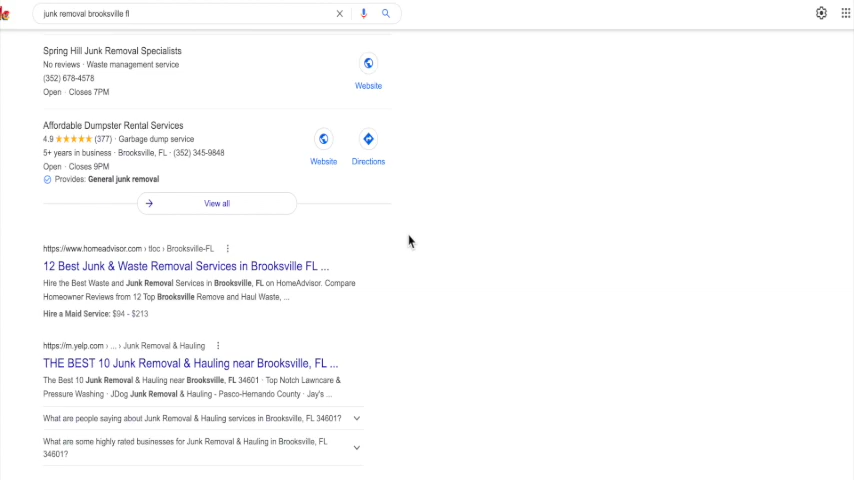 junk removal brooksville fl
Spring Hill Junk Removal Specialists
No reviews · Waste management service
(352) 678-4578
Open · Closes 7PM
Website
Affordable Dumpster Rental Services
4.9 (377) · Garbage dump service
5+ years in business · Brooksville, FL · (352) 345-9848
Open · Closes 9PM
Provides: General junk removal
Website
Directions
View all
https://www.homeadvisor.com › tloc › Brooksville-FL
12 Best Junk & Waste Removal Services in Brooksville FL ...
Hire the Best Waste and Junk Removal Services in Brooksville, FL on HomeAdvisor. Compare
Homeowner Reviews from 12 Top Brooksville Remove and Haul Waste, ...
Hire a Maid Service: $94 - $213
https://m.yelp.com › ... › Junk Removal & Hauling
THE BEST 10 Junk Removal & Hauling near Brooksville, FL ...
The Best 10 Junk Removal & Hauling near Brooksville, FL 34601 · Top Notch Lawncare &
Pressure Washing · JDog Junk Removal & Hauling - Pasco-Hernando County · Jay's ...
What are people saying about Junk Removal & Hauling services in Brooksville, FL 34601?
What are some highly rated businesses for Junk Removal & Hauling in Brooksville, FL
34601?